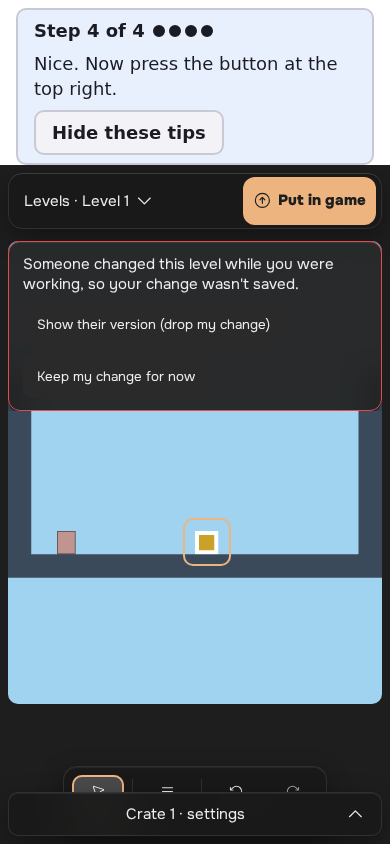 Step 4 of 4
Nice. Now press the button at the
top right.
Hide these tips
Levels · Level 1
Put in game
Someone changed this level while you were
working, so your change wasn't saved.
Show their version (drop my change)
Keep my change for now
Crate 1 · settings